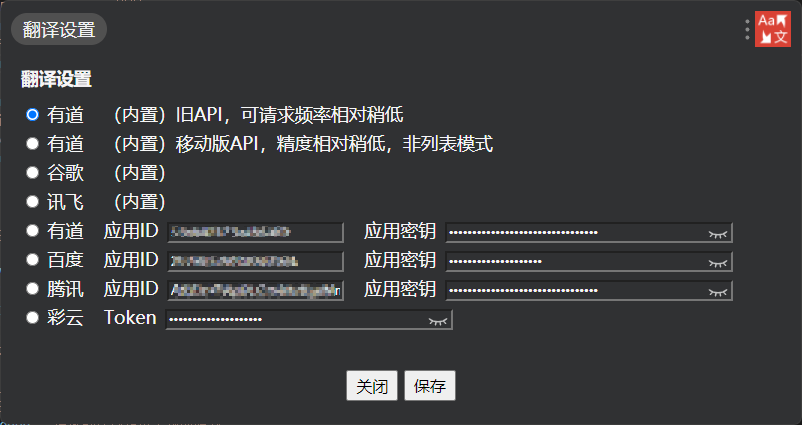 翻译设置
Aa 文
翻译设置
有道 （内置）旧API，可请求频率相对稍低
有道 （内置）移动版API，精度相对稍低，非列表模式
谷歌 （内置）
讯飞 （内置）
有道 应用ID 应用密钥
百度 应用ID 应用密钥
腾讯 应用ID 应用密钥
彩云 Token
关闭 保存